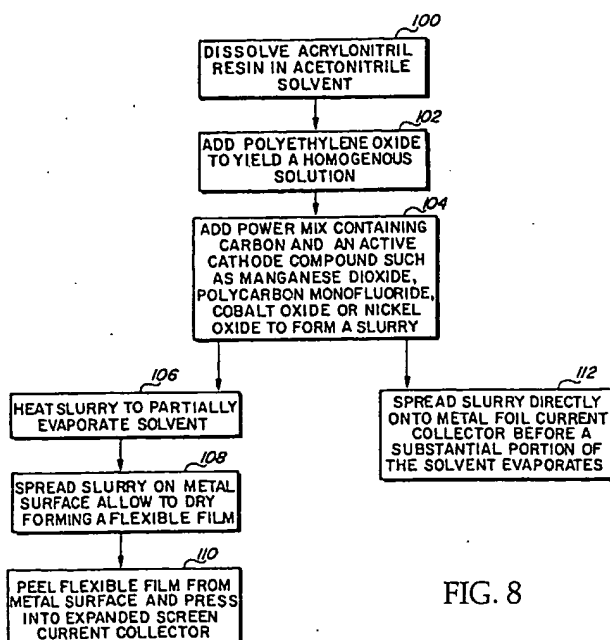 100
DISSOLVE ACRYLONITRIL
RESIN IN ACETONITRILE
SOLVENT
102
ADD POLYETHYLENE OXIDE
TO YIELD A HOMOGENOUS
SOLUTION
104
ADD POWER MIX CONTAINING
CARBON AND AN ACTIVE
CATHODE COMPOUND SUCH
AS MANGANESE DIOXIDE,
POLYCARBON MONOFLUORIDE,
COBALT OXIDE OR NICKEL
OXIDE TO FORM A SLURRY
106
HEAT SLURRY TO PARTIALLY
EVAPORATE SOLVENT
108
SPREAD SLURRY ON METAL
SURFACE ALLOW TO DRY
FORMING A FLEXIBLE FILM
110
PEEL FLEXIBLE FILM FROM
METAL SURFACE AND PRESS
INTO EXPANDED SCREEN
CURRENT COLLECTOR
112
SPREAD SLURRY DIRECTLY
ONTO METAL FOIL CURRENT
COLLECTOR BEFORE A
SUBSTANTIAL PORTION OF
THE SOLVENT EVAPORATES
FIG. 8